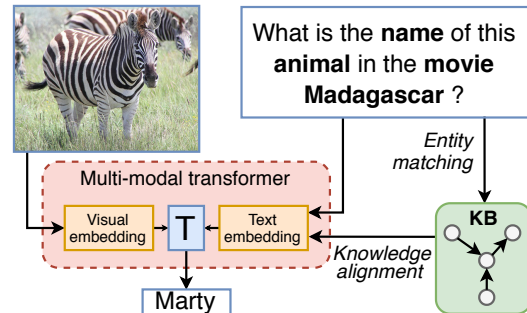 What is the name of this
animal in the movie
Madagascar ?
Entity
matching
Multi-modal transformer
Visual
embedding
T
Text
embedding
KB
Knowledge
alignment
Marty